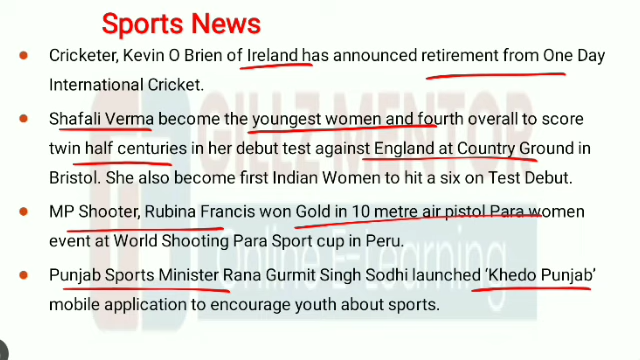 Sports News
Cricketer, Kevin O Brien of Ireland has announced retirement from One Day
International Cricket.
Shafali Verma become the youngest women and fourth overall to score
twin half centuries in her debut test against England at Country Ground in
Bristol. She also become first Indian Women to hit a six on Test Debut.
MP Shooter, Rubina Francis won Gold in 10 metre air pistol Para women
event at World Shooting Para Sport cup in Peru.
Punjab Sports Minister Rana Gurmit Singh Sodhi launched ‘Khedo Punjab’
mobile application to encourage youth about sports.
GILLZ MENTOR
Online E-Learning